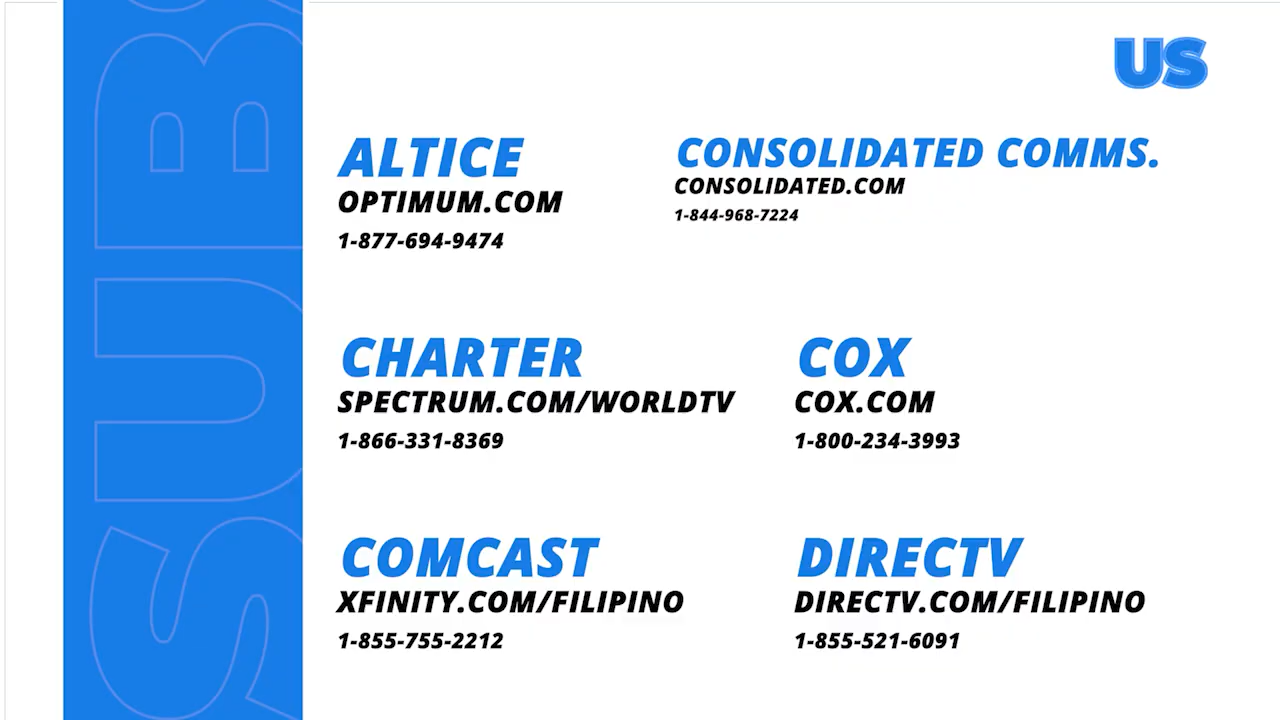 US
ALTICE
OPTIMUM.COM
1-877-694-9474
CONSOLIDATED COMMS.
CONSOLIDATED.COM
1-844-968-7224
CHARTER
SPECTRUM.COM/WORLDTV
1-866-331-8369
COX
COX.COM
1-800-234-3993
COMCAST
XFINITY.COM/FILIPINO
1-855-755-2212
DIRECTV
DIRECTV.COM/FILIPINO
1-855-521-6091
SUB